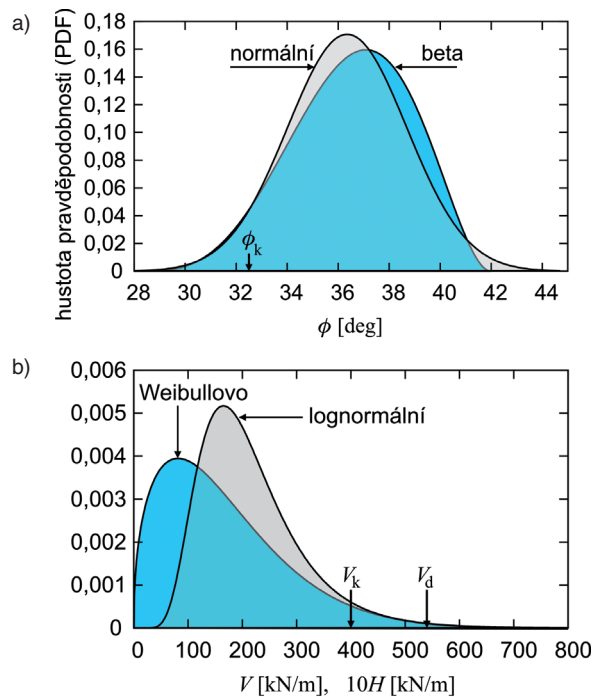 a)
hustota pravděpodobnosti (PDF)
0,18
0,16
0,14
0,12
0,10
0,08
0,06
0,04
0,02
0
normální
beta
ϕk
28 30 32 34 36 38 40 42 44
ϕ [deg]
b)
0,006
0,005
0,004
0,003
0,002
0,001
0
Weibullovo
lognormální
Vk
Vd
0 100 200 300 400 500 600 700 800
V [kN/m], 10H [kN/m]